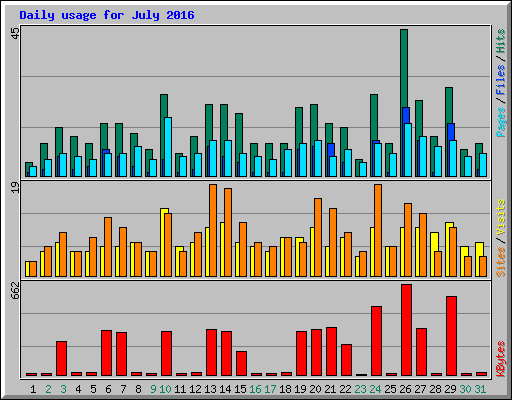 Daily usage for July 2016
45
Pages / Files / Hits
19
Sites / Visits
662
KBytes
1 2 3 4 5 6 7 8 9 10 11 12 13 14 15 16 17 18 19 20 21 22 23 24 25 26 27 28 29 30 31